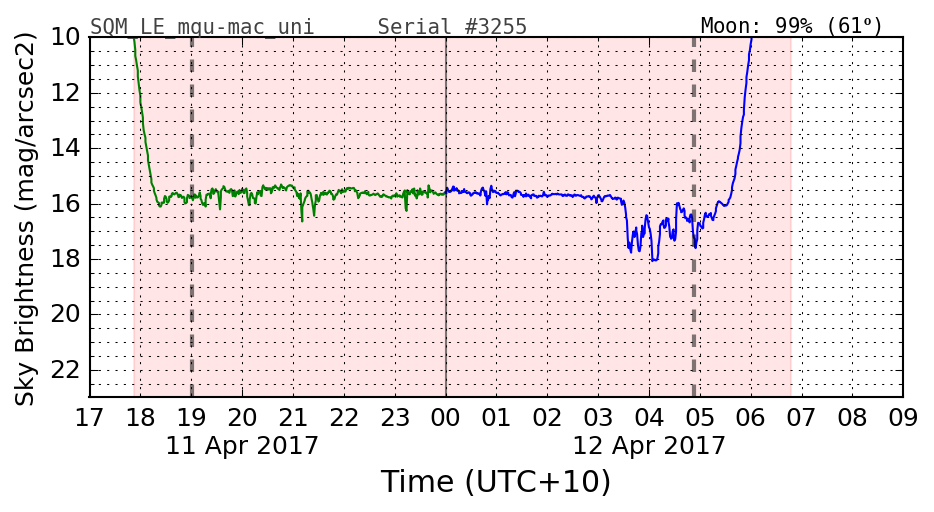 SQM_LE_mqu-mac_uni Serial #3255 Moon: 99% (61°)
Sky Brightness (mag/arcsec2)
10
12
14
16
18
20
22
17 18 19 20 21 22 23 00 01 02 03 04 05 06 07 08 09
11 Apr 2017 12 Apr 2017
Time (UTC+10)